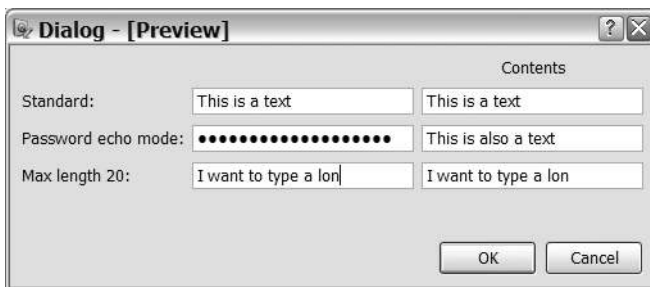 Dialog - [Preview]
Contents
Standard: This is a text This is a text
Password echo mode: ●●●●●●●●●●●●●●●●●●● This is also a text
Max length 20: I want to type a lon I want to type a lon
OK Cancel